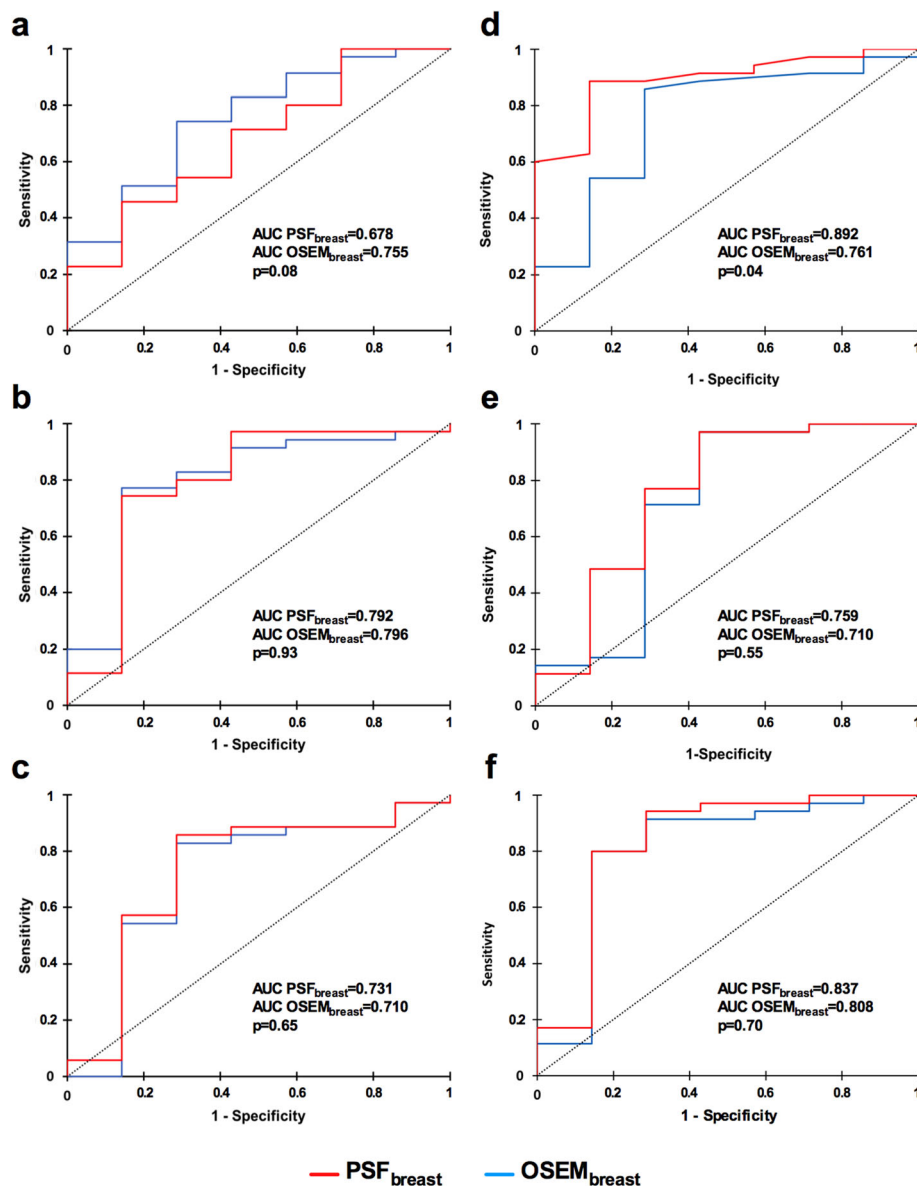 a
1
0.8
0.6
0.4
0.2
0
Sensitivity
AUC PSFbreast=0.678
AUC OSEMbreast=0.755
p=0.08
0 0.2 0.4 0.6 0.8 1
1 - Specificity
d
1
0.8
0.6
0.4
0.2
0
Sensitivity
AUC PSFbreast=0.892
AUC OSEMbreast=0.761
p=0.04
0 0.2 0.4 0.6 0.8 1
1 - Specificity
b
1
0.8
0.6
0.4
0.2
0
Sensitivity
AUC PSFbreast=0.792
AUC OSEMbreast=0.796
p=0.93
0 0.2 0.4 0.6 0.8 1
1 - Specificity
e
1
0.8
0.6
0.4
0.2
0
Sensitivity
AUC PSFbreast=0.759
AUC OSEMbreast=0.710
p=0.55
0 0.2 0.4 0.6 0.8 1
1-Specificity
c
1
0.8
0.6
0.4
0.2
0
Sensitivity
AUC PSFbreast=0.731
AUC OSEMbreast=0.710
p=0.65
0 0.2 0.4 0.6 0.8 1
1 - Specificity
f
1
0.8
0.6
0.4
0.2
0
Sensitivity
AUC PSFbreast=0.837
AUC OSEMbreast=0.808
p=0.70
0 0.2 0.4 0.6 0.8 1
1 - Specificity
PSFbreast OSEMbreast